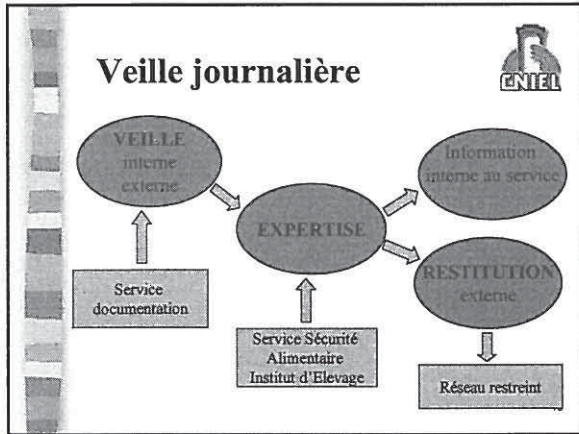 Veille journalière
CNIEL
VEILLE
interne
externe
Information
interne au service
EXPERTISE
RESTITUTION
externe
Service
documentation
Service Sécurité
Alimentaire
Institut d'Elevage
Réseau restreint